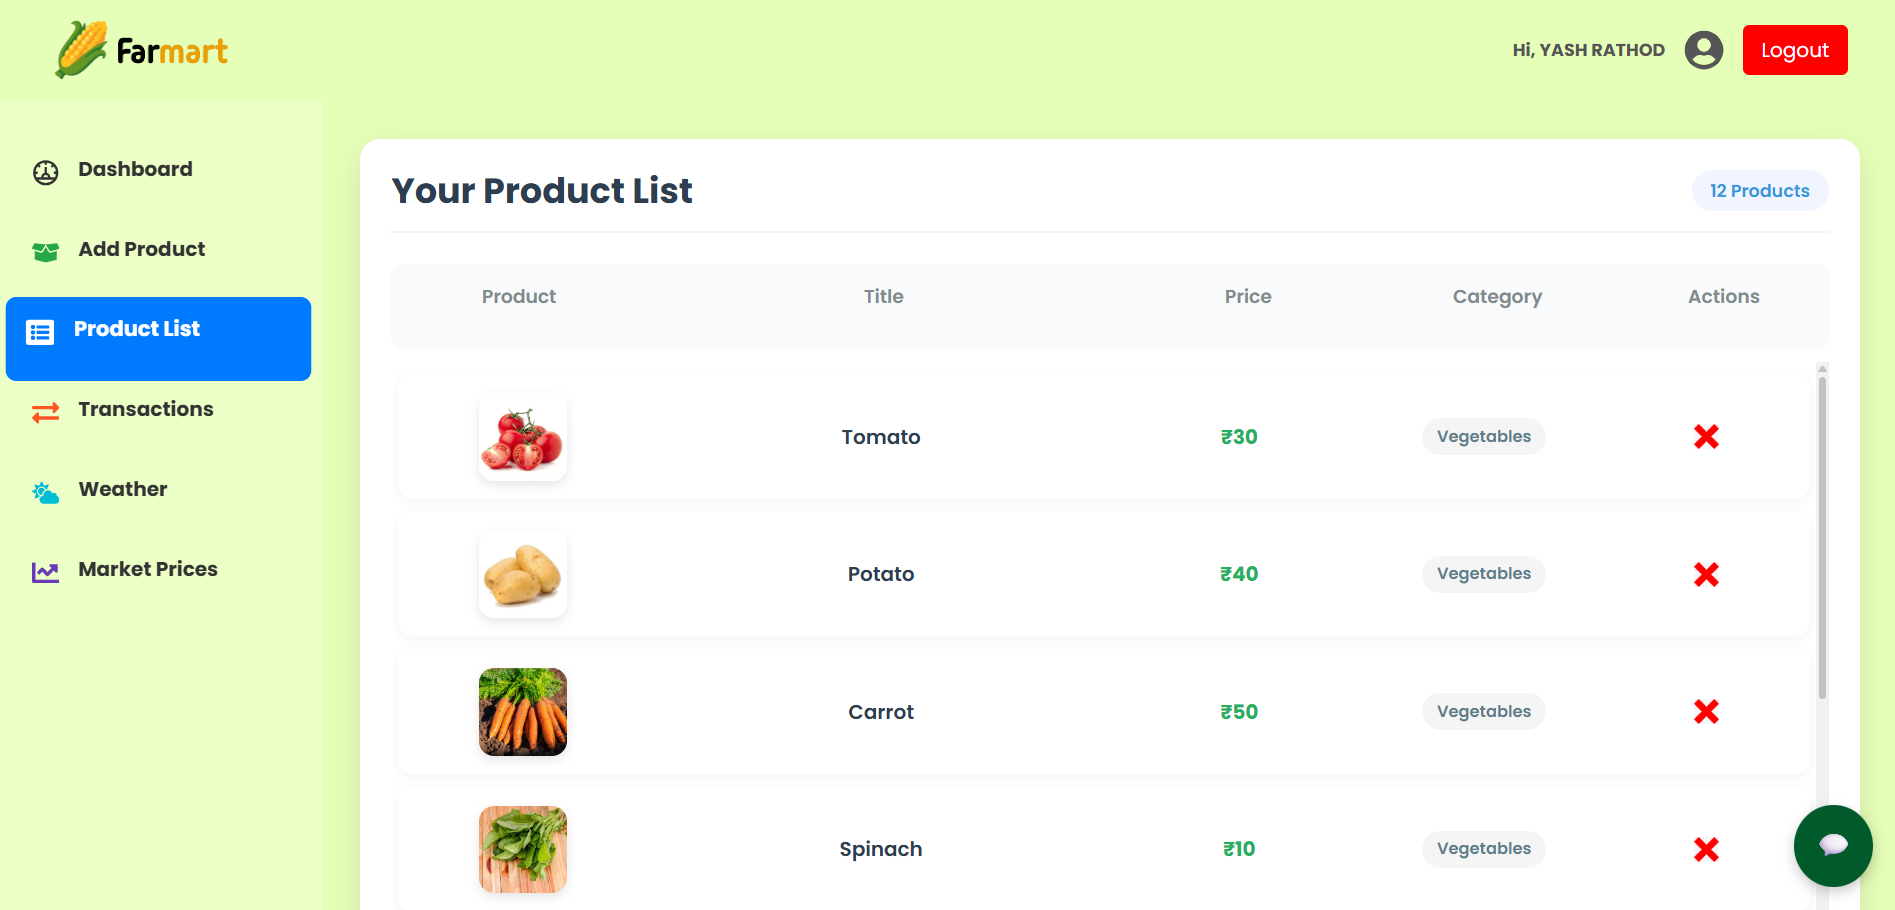 Farmart
Hi, YASH RATHOD
Logout
Dashboard
Add Product
Product List
Transactions
Weather
Market Prices
Your Product List
12 Products
Product Title Price Category Actions
Tomato ₹30 Vegetables
Potato ₹40 Vegetables
Carrot ₹50 Vegetables
Spinach ₹10 Vegetables